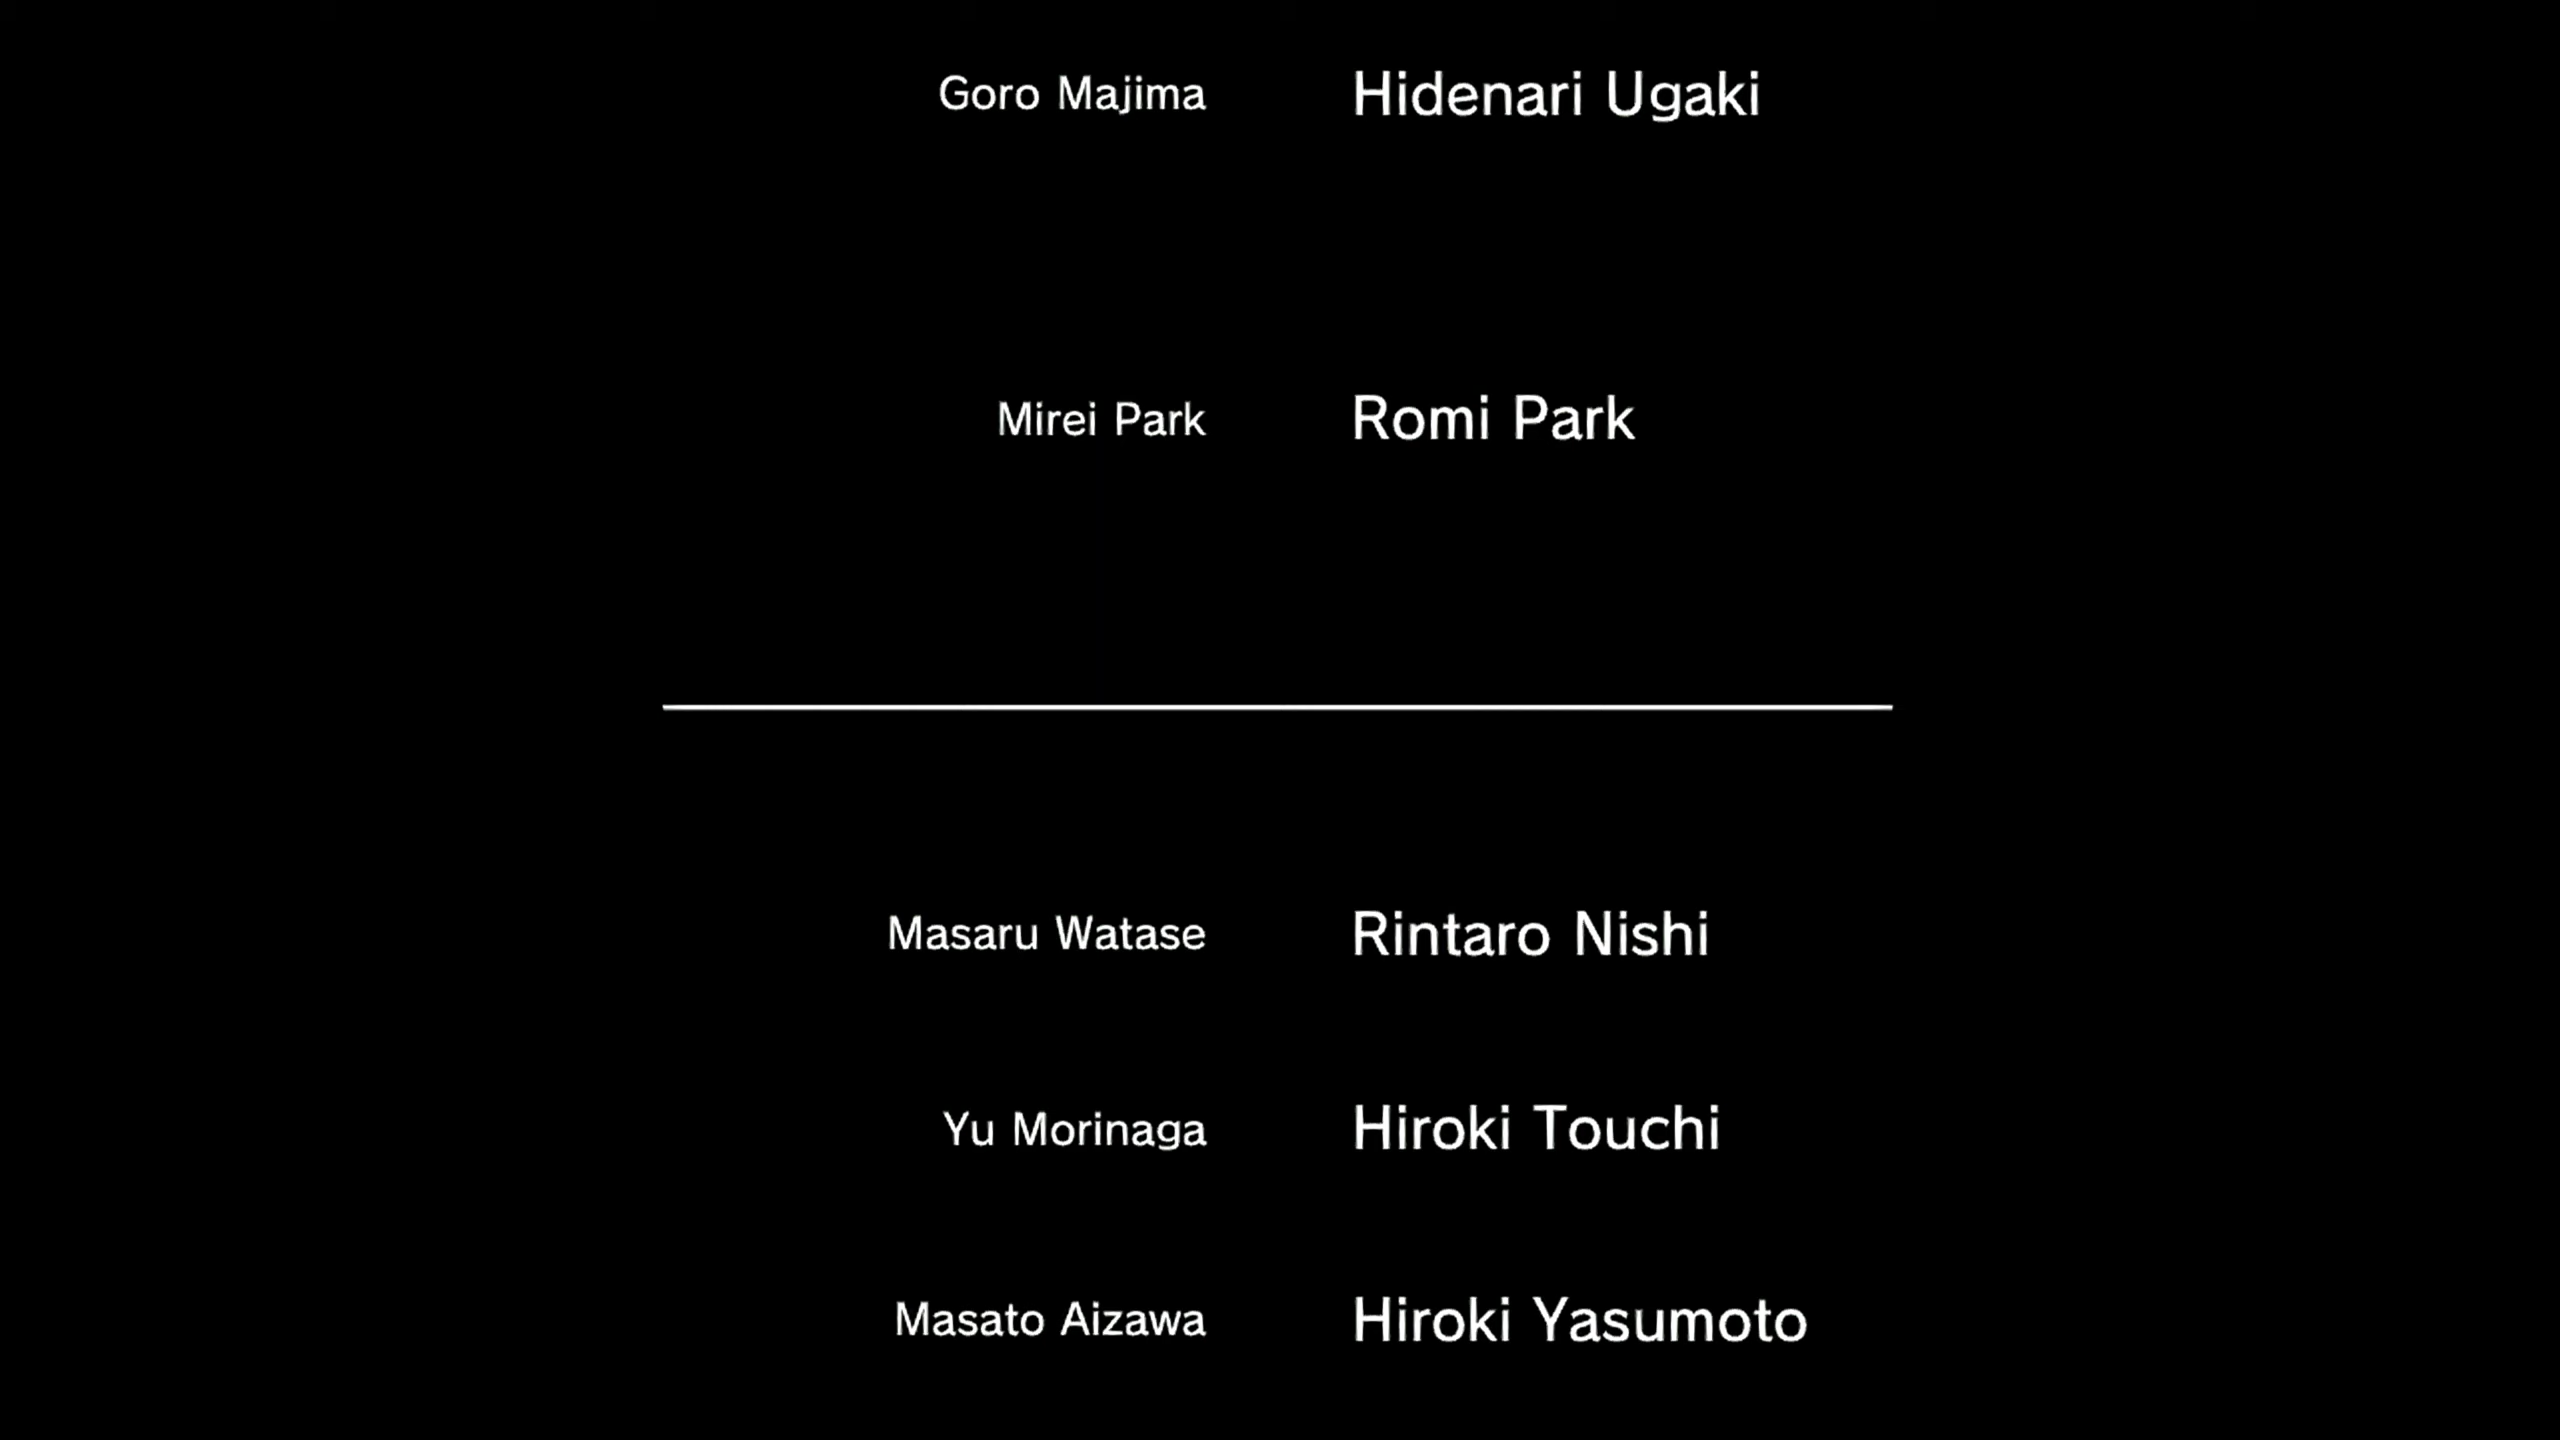 Goro Majima Hidenari Ugaki
Mirei Park Romi Park
Masaru Watase Rintaro Nishi
Yu Morinaga Hiroki Touchi
Masato Aizawa Hiroki Yasumoto